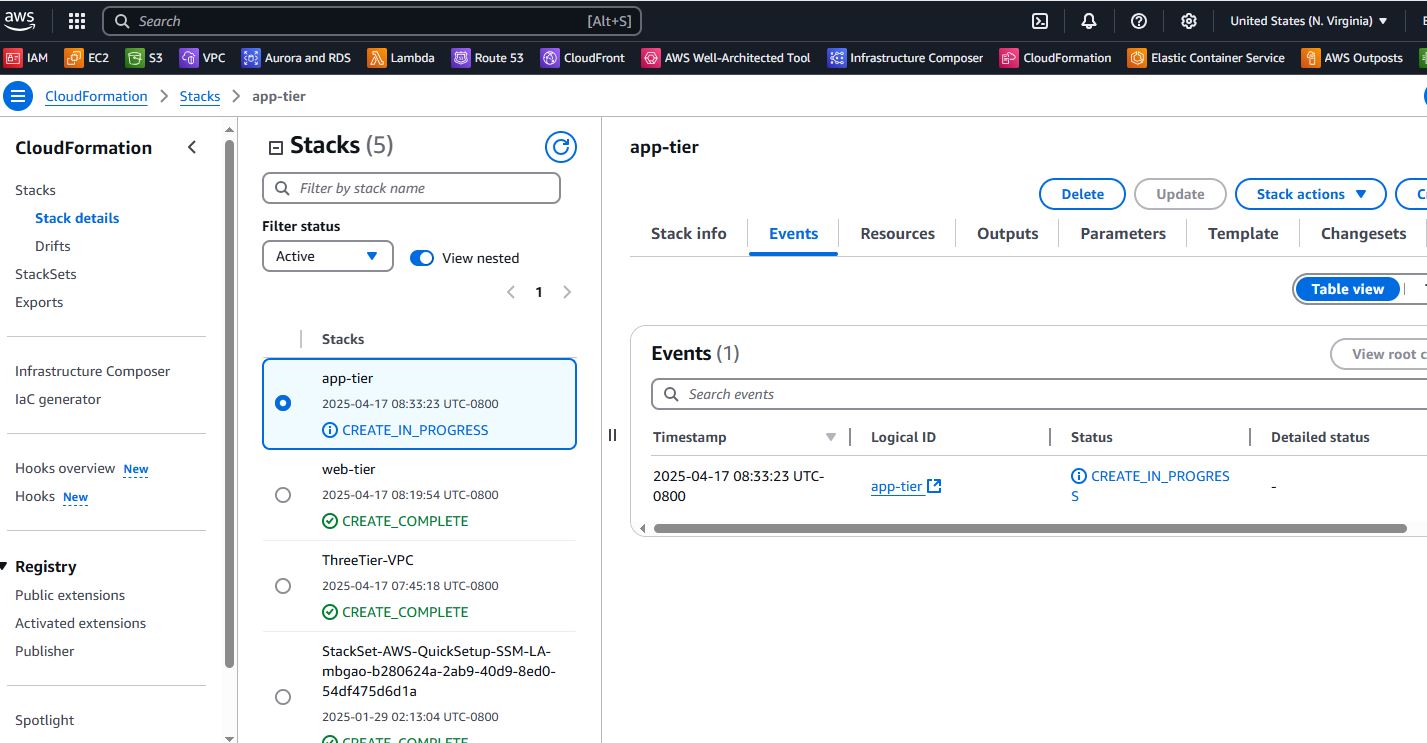 aws
Search [Alt+S]
United States (N. Virginia)
IAM EC2 S3 VPC Aurora and RDS Lambda Route 53 CloudFront AWS Well-Architected Tool Infrastructure Composer CloudFormation Elastic Container Service AWS Outposts
CloudFormation Stacks app-tier
CloudFormation
Stacks
Stack details
Drifts
StackSets
Exports
Infrastructure Composer
IaC generator
Hooks overview New
Hooks New
Registry
Public extensions
Activated extensions
Publisher
Spotlight
Stacks (5)
Filter by stack name
Filter status
Active
View nested
1
Stacks
app-tier
2025-04-17 08:33:23 UTC-0800
CREATE_IN_PROGRESS
web-tier
2025-04-17 08:19:54 UTC-0800
CREATE_COMPLETE
ThreeTier-VPC
2025-04-17 07:45:18 UTC-0800
CREATE_COMPLETE
StackSet-AWS-QuickSetup-SSM-LA-
mbgao-b280624a-2ab9-40d9-8ed0-
54df475d6d1a
2025-01-29 02:13:04 UTC-0800
CREATE_COMPLETE
app-tier
Delete Update Stack actions
Stack info Events Resources Outputs Parameters Template Changesets
Table view
Events (1)
View root c
Search events
Timestamp Logical ID Status Detailed status
2025-04-17 08:33:23 UTC-
0800
app-tier
CREATE_IN_PROGRES
S
-